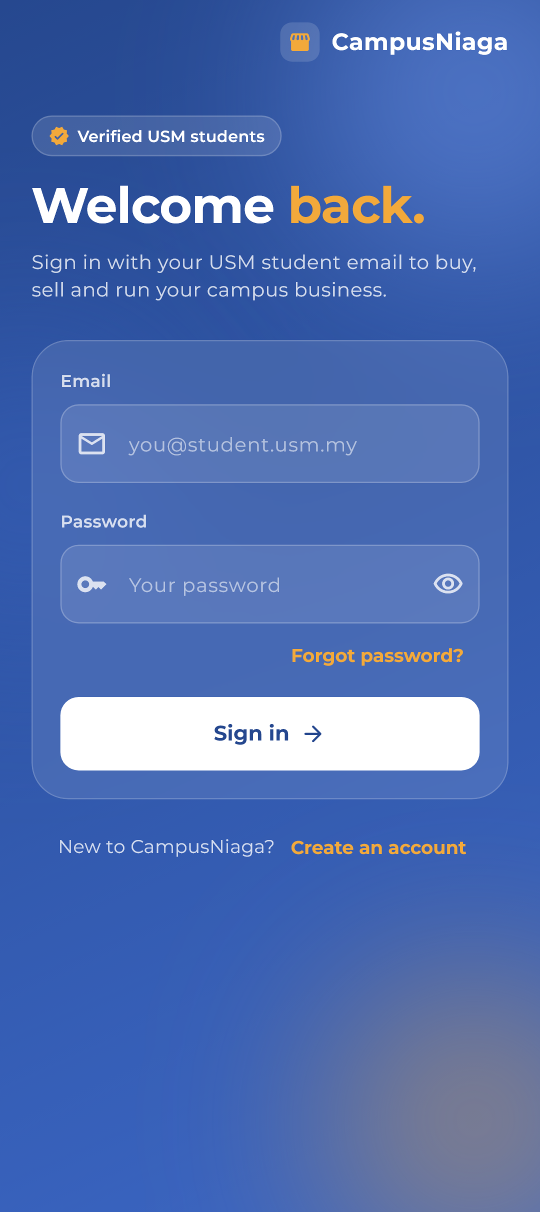 CampusNiaga
Verified USM students
Welcome back.
Sign in with your USM student email to buy,
sell and run your campus business.
Email
you@student.usm.my
Password
Your password
Forgot password?
Sign in
New to CampusNiaga? Create an account